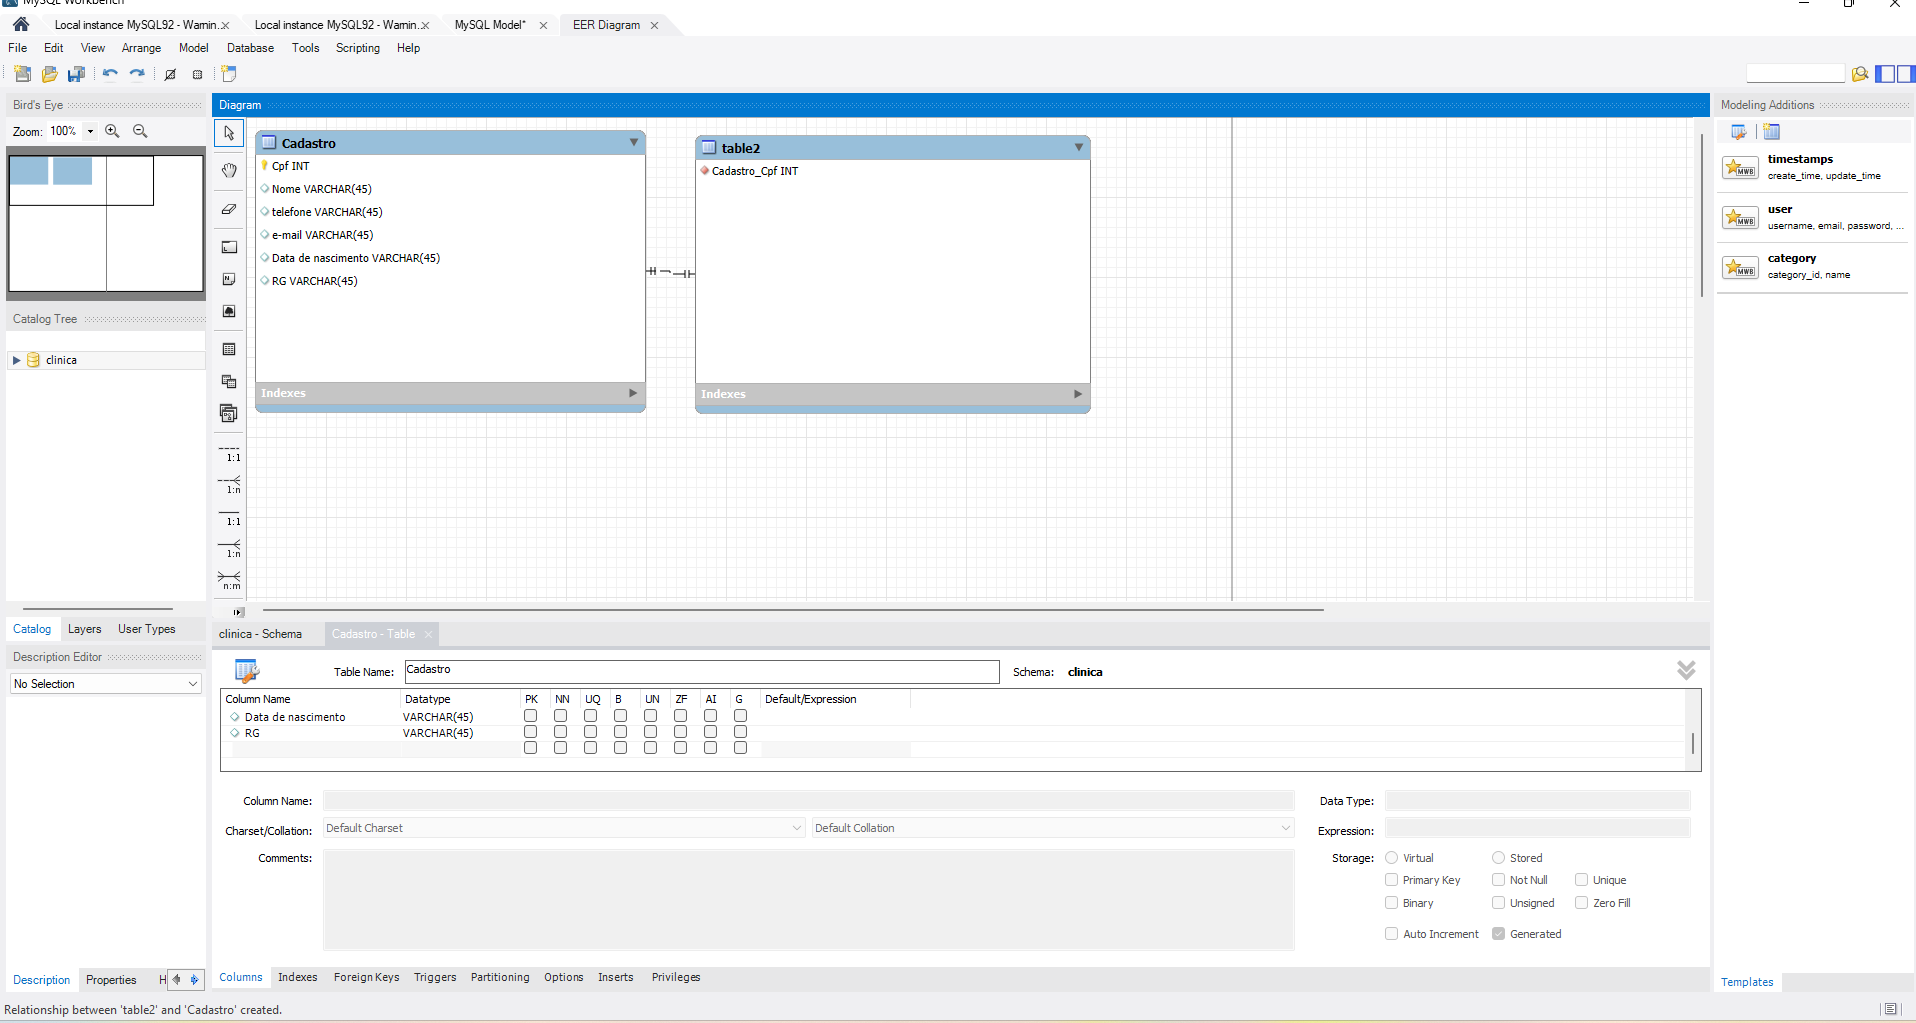 MySQL Workbench
Local instance MySQL92 - Warnin.. Local instance MySQL92 - Warnin.. MySQL Model* EER Diagram
File Edit View Arrange Model Database Tools Scripting Help
Bird's Eye
Zoom: 100%
Catalog Tree
clinica
Catalog Layers User Types
Description Editor
No Selection
Description Properties H
Diagram
1:1
1:n
1:1
1:n
n:m
Cadastro
Cpf INT
Nome VARCHAR(45)
telefone VARCHAR(45)
e-mail VARCHAR(45)
Data de nascimento VARCHAR(45)
RG VARCHAR(45)
Indexes
table2
Cadastro_Cpf INT
Indexes
clinica - Schema Cadastro - Table
Table Name: Cadastro Schema: clinica
Column Name Datatype PK NN UQ B UN ZF AI G Default/Expression
Data de nascimento VARCHAR(45)
RG VARCHAR(45)
Column Name: Data Type:
Charset/Collation: Default Charset Default Collation Expression:
Comments: Storage: Virtual Stored
Primary Key Not Null Unique
Binary Unsigned Zero Fill
Auto Increment Generated
Columns Indexes Foreign Keys Triggers Partitioning Options Inserts Privileges
Modeling Additions
MWB
timestamps
create_time, update_time
MWB
user
username, email, password, ...
MWB
category
category_id, name
Templates
Relationship between 'table2' and 'Cadastro' created.